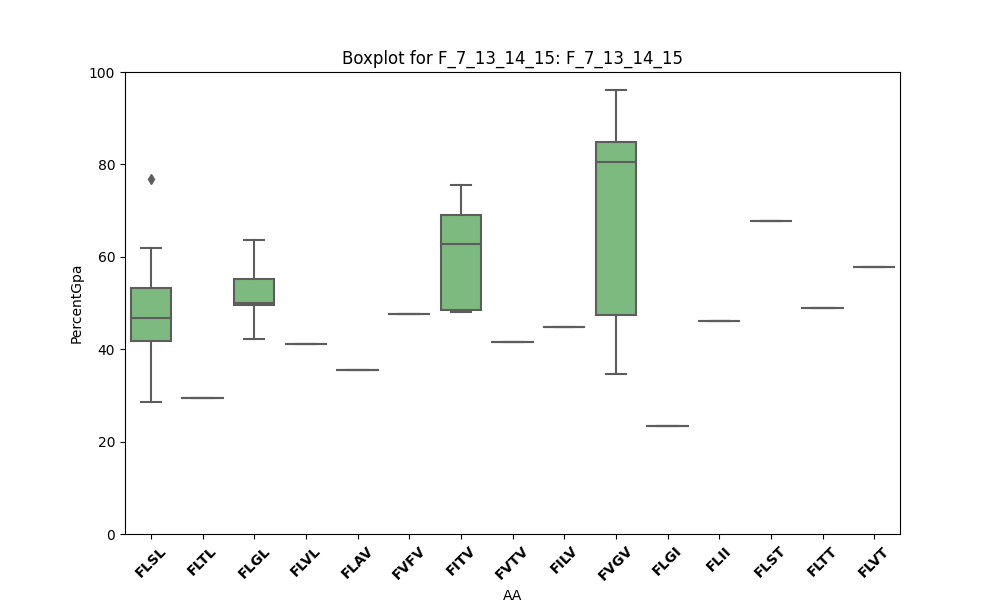 Boxplot for F_7_13_14_15: F_7_13_14_15
PercentGpa
100
80
60
40
20
0
FLSL FLTL FLGL FLVL FLAV FVFV FITV FVTV FILV FVGV FLGI FLII FLST FLTT FLVT
AA